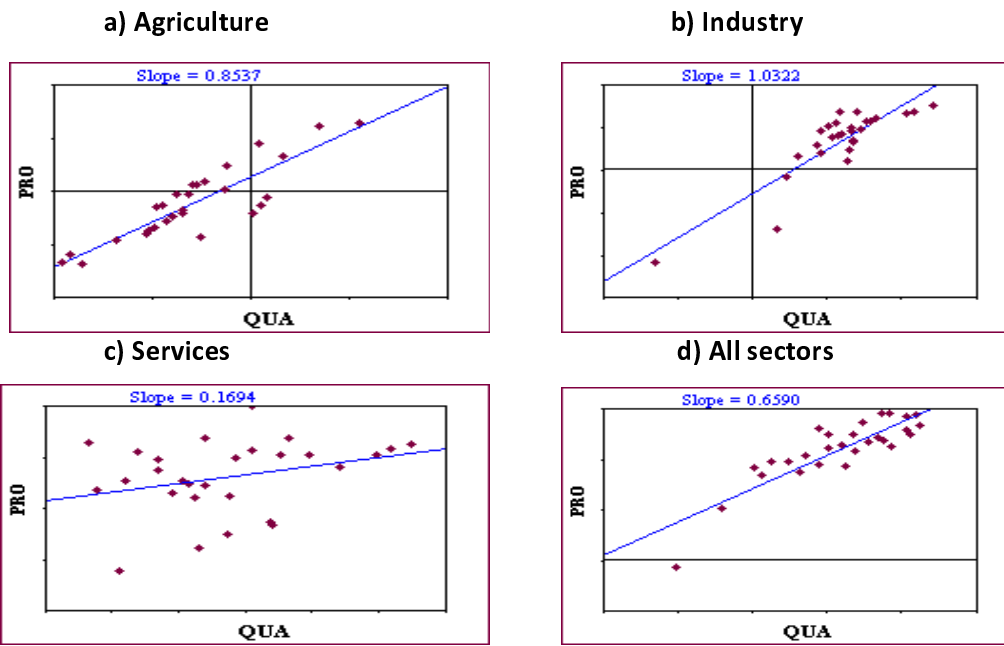 a) Agriculture
Slope = 0.8537
PRO
QUA
b) Industry
Slope = 1.0322
PRO
QUA
c) Services
Slope = 0.1694
PRO
QUA
d) All sectors
Slope = 0.6590
PRO
QUA